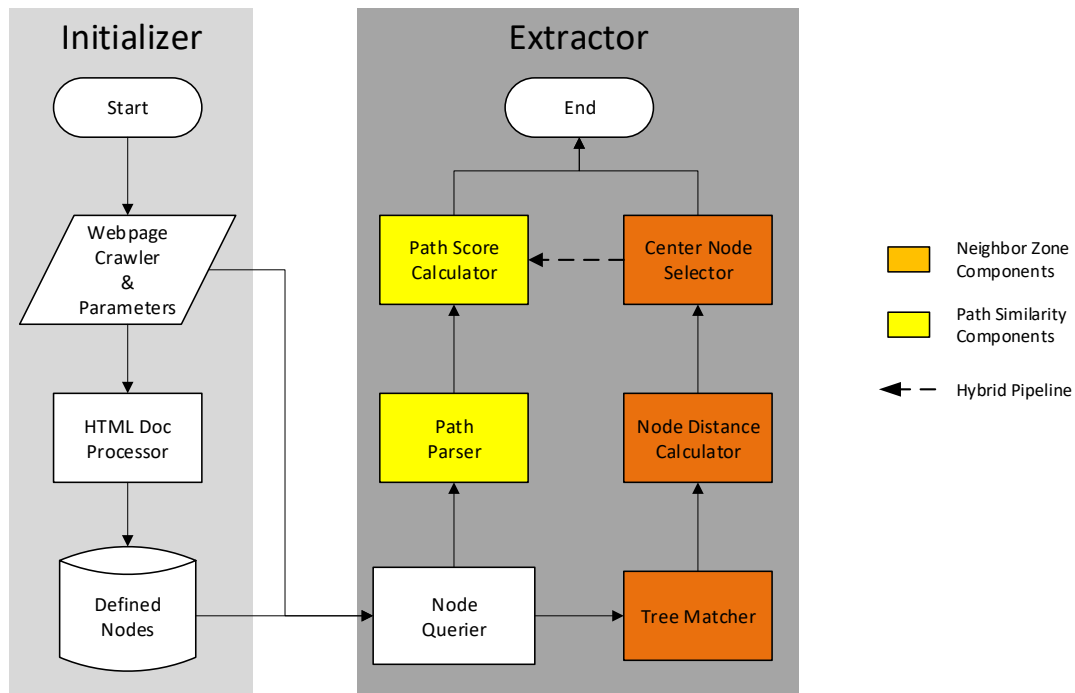 Initializer
Start
Webpage
Crawler
&
Parameters
HTML Doc
Processor
Defined
Nodes
Extractor
End
Path Score
Calculator
Center Node
Selector
Path
Parser
Node Distance
Calculator
Node
Querier
Tree Matcher
Neighbor Zone
Components
Path Similarity
Components
Hybrid Pipeline